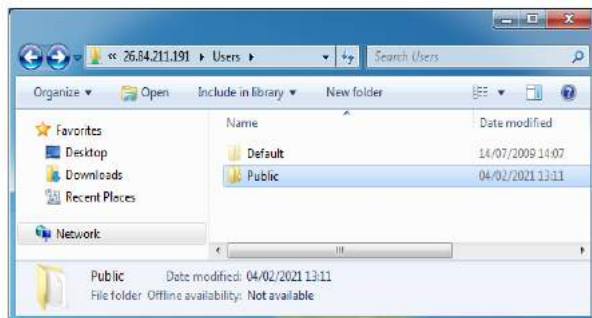 « 26.84.211.191 ▸ Users ▸ Search Users
Organize ▾ Open Include in library ▾ New folder
Name Date modified
Favorites
Desktop
Downloads
Recent Places
Network
Default 14/07/2009 14:07
Public 04/02/2021 13:11
Public Date modified: 04/02/2021 13:11
File folder Offline availability: Not available